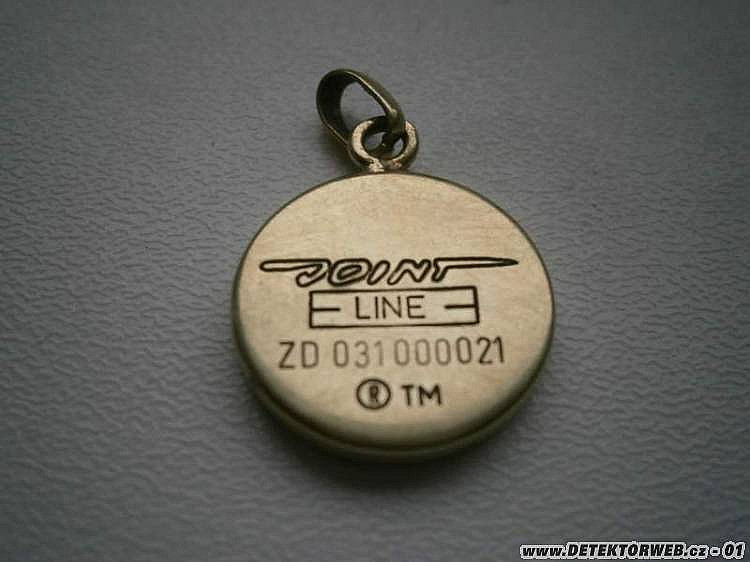 JOINT
LINE
ZD 031000021
® TM
www.DETEKTORWEB.cz - 01